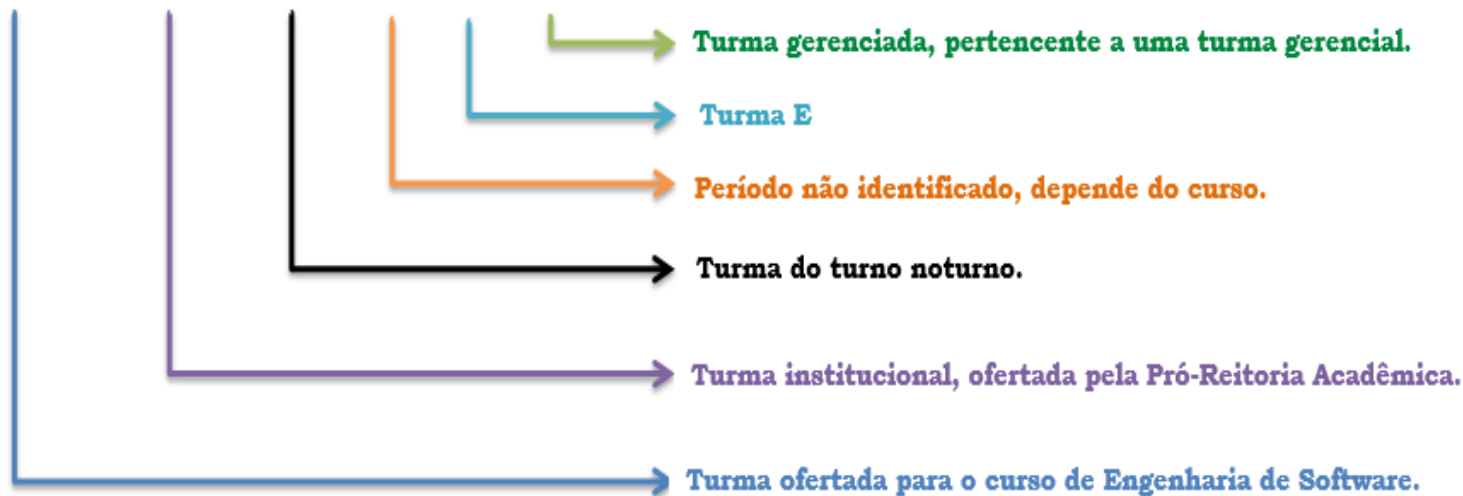 Turma gerenciada, pertencente a uma turma gerencial.
Turma E
Período não identificado, depende do curso.
Turma do turno noturno.
Turma institucional, ofertada pela Pró-Reitoria Acadêmica.
Turma ofertada para o curso de Engenharia de Software.